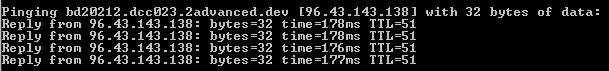 Pinging bd20212.dcc023.2advanced.dev [96.43.143.138] with 32 bytes of data:
Reply from 96.43.143.138: bytes=32 time=178ms TTL=51
Reply from 96.43.143.138: bytes=32 time=178ms TTL=51
Reply from 96.43.143.138: bytes=32 time=176ms TTL=51
Reply from 96.43.143.138: bytes=32 time=177ms TTL=51